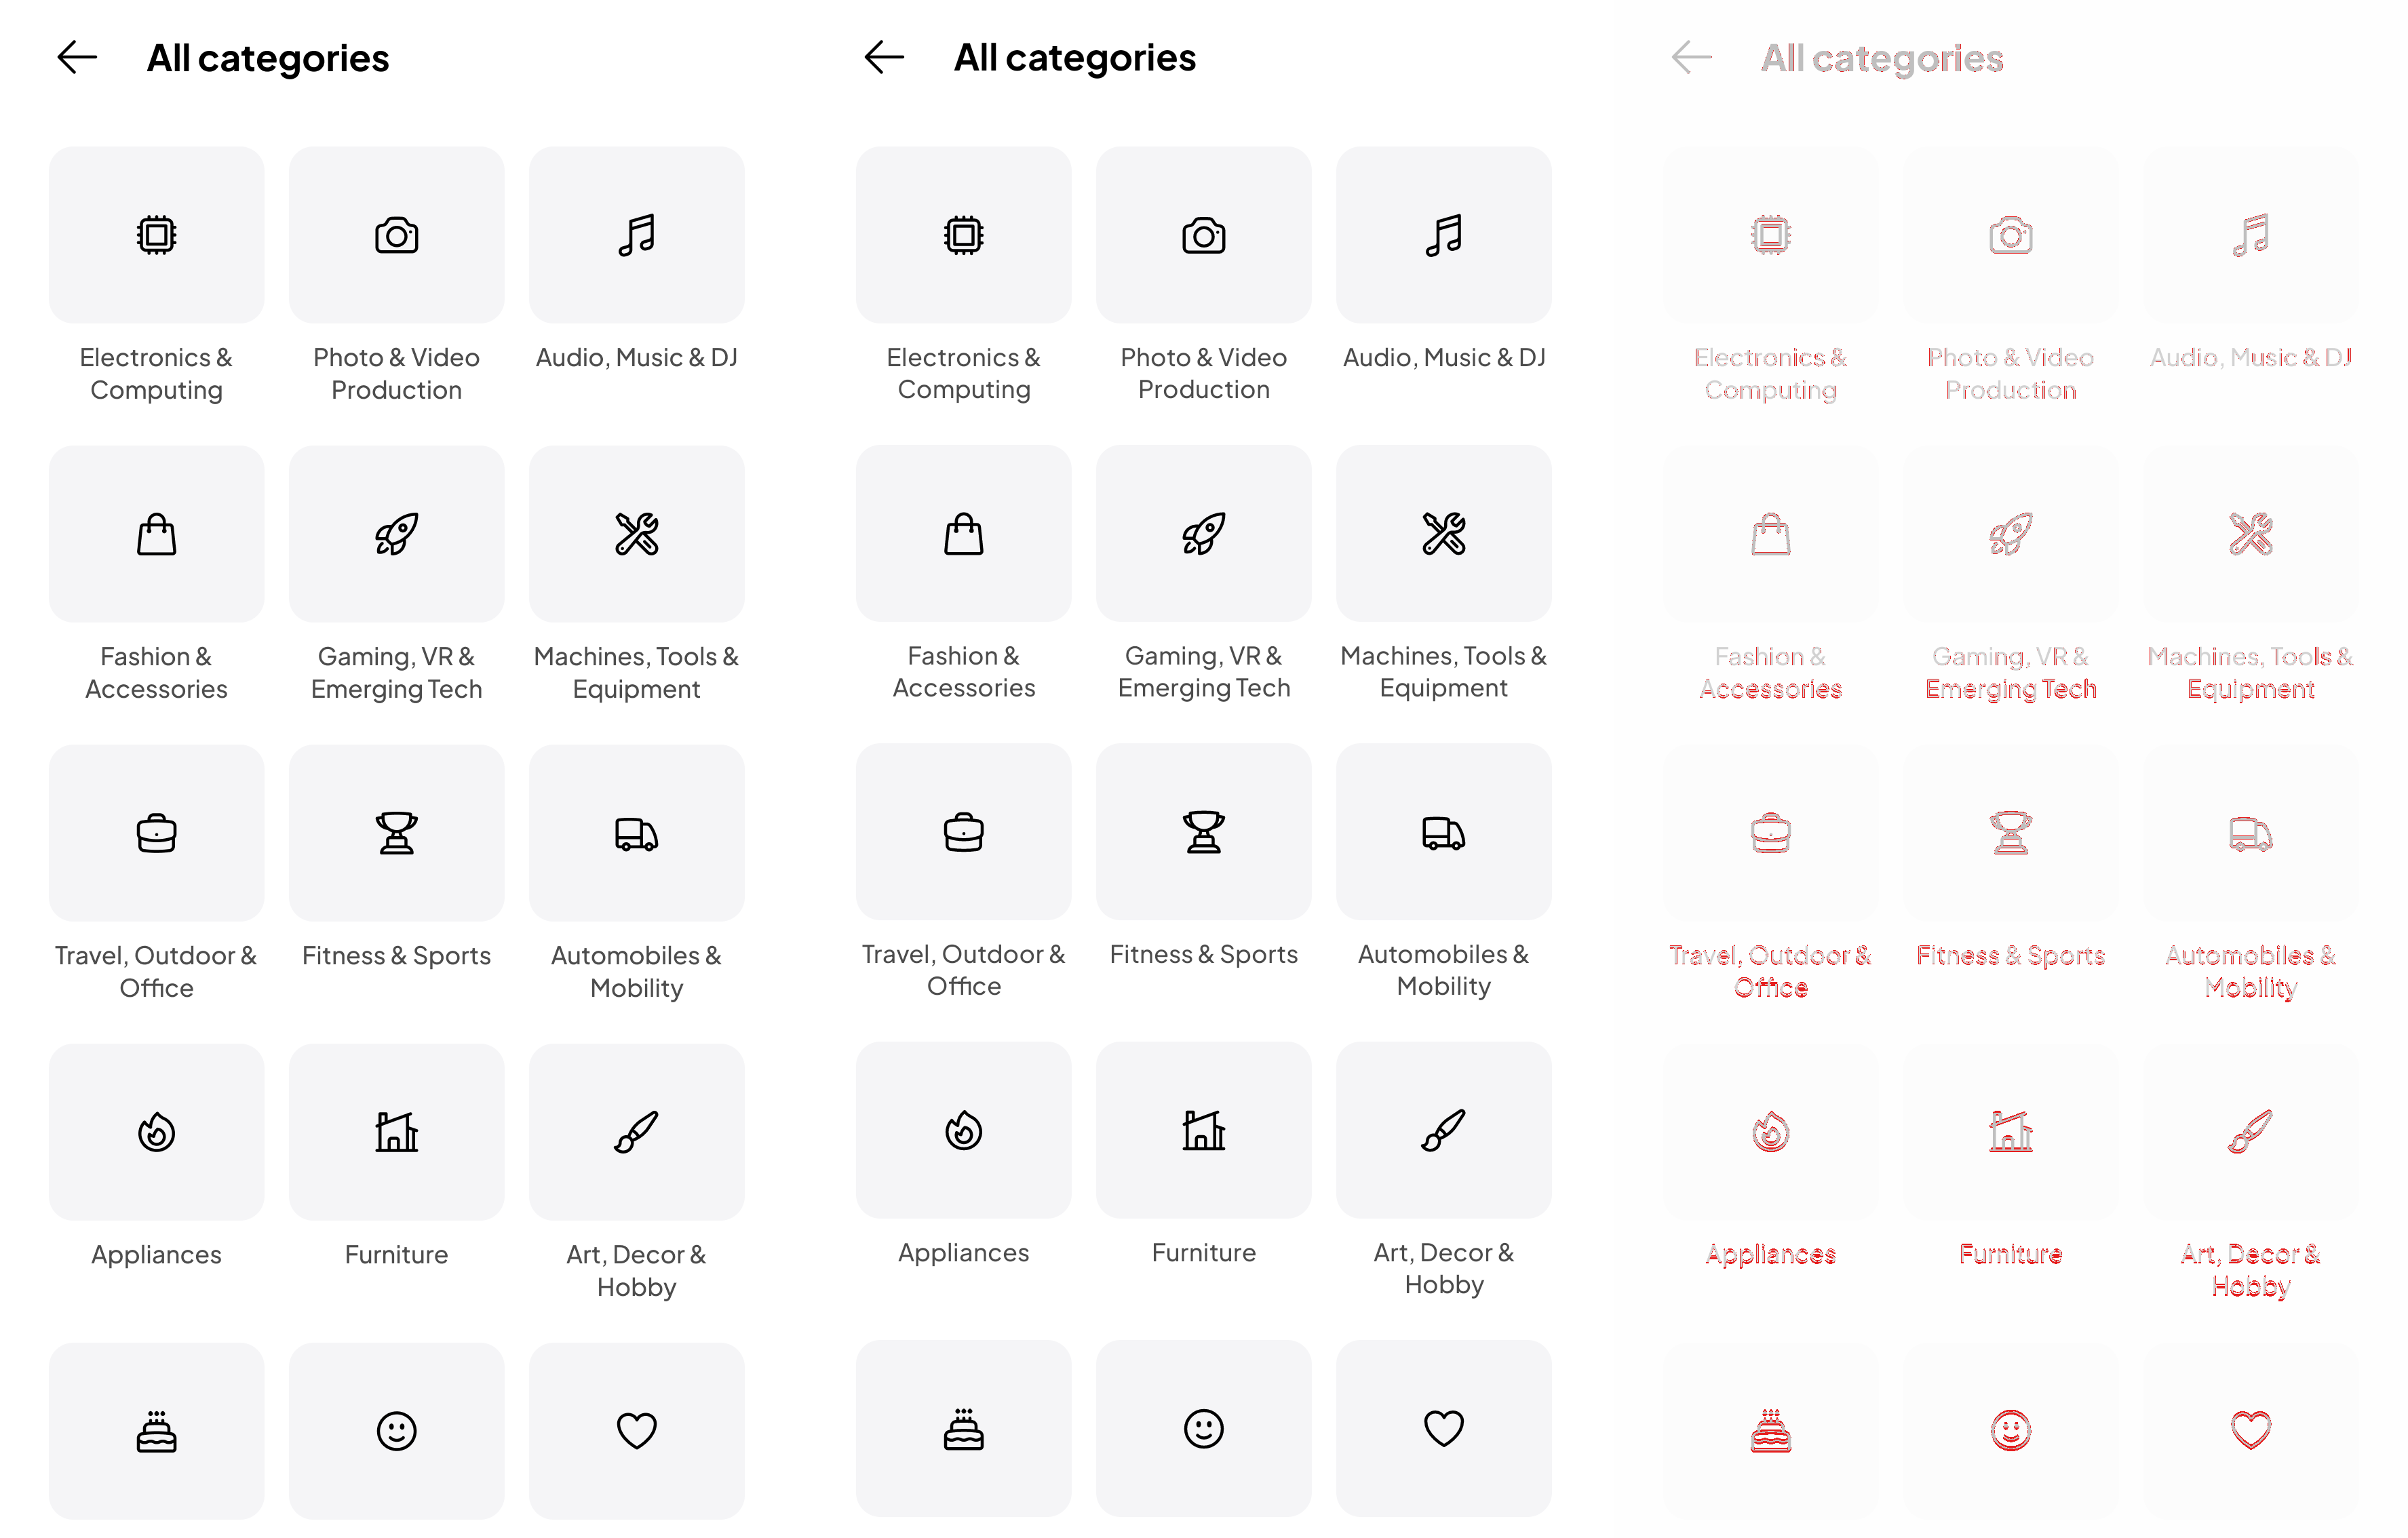 All categories
Electronics &
Computing
Photo & Video
Production
Audio, Music & DJ
Fashion &
Accessories
Gaming, VR &
Emerging Tech
Machines, Tools &
Equipment
Travel, Outdoor &
Office
Fitness & Sports
Automobiles &
Mobility
Appliances
Furniture
Art, Decor &
Hobby
All categories
Electronics &
Computing
Photo & Video
Production
Audio, Music & DJ
Fashion &
Accessories
Gaming, VR &
Emerging Tech
Machines, Tools &
Equipment
Travel, Outdoor &
Office
Fitness & Sports
Automobiles &
Mobility
Appliances
Furniture
Art, Decor &
Hobby
All categories
Electronics &
Computing
Photo & Video
Production
Audio, Music & DJ
Fashion &
Accessories
Gaming, VR &
Emerging Tech
Machines, Tools &
Equipment
Travel, Outdoor &
Office
Fitness & Sports
Automobiles &
Mobility
Appliances
Furniture
Art, Decor &
Hobby